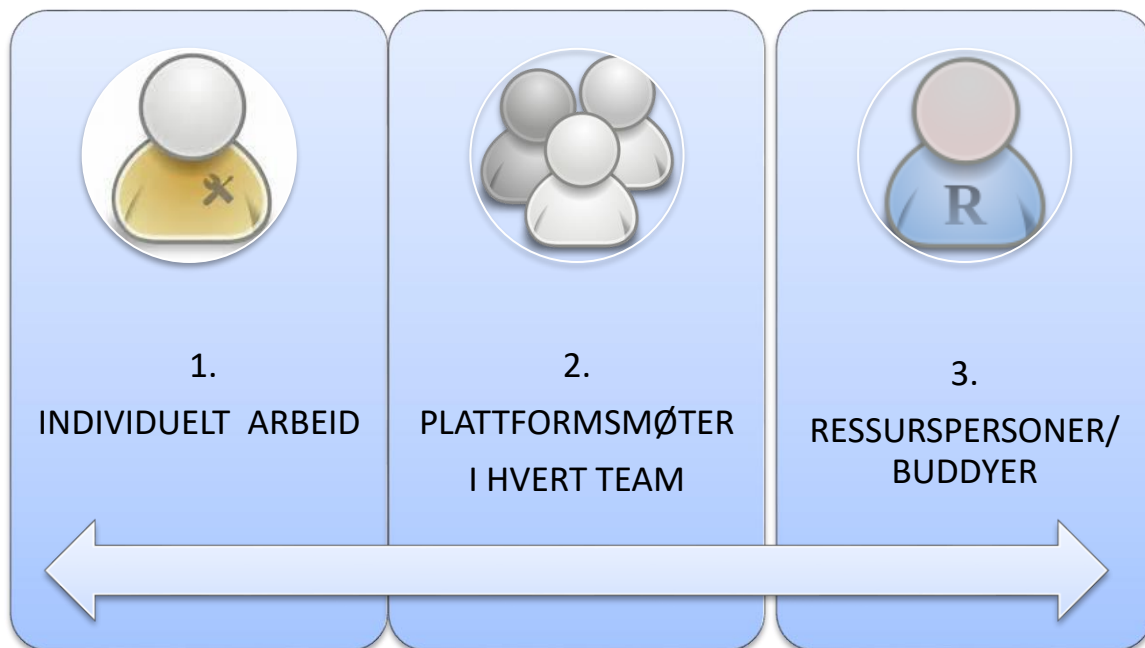 R
1.
INDIVIDUELT ARBEID
2.
PLATTFORMSMØTER
I HVERT TEAM
3.
RESSURSPERSONER/
BUDDYER